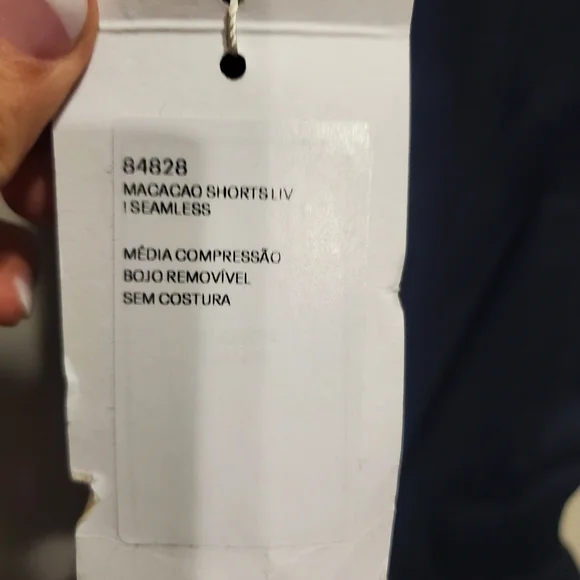 84828
MACACAO SHORTS LIV
I SEAMLESS
MÉDIA COMPRESSÃO
BOJO REMOVÍVEL
SEM COSTURA